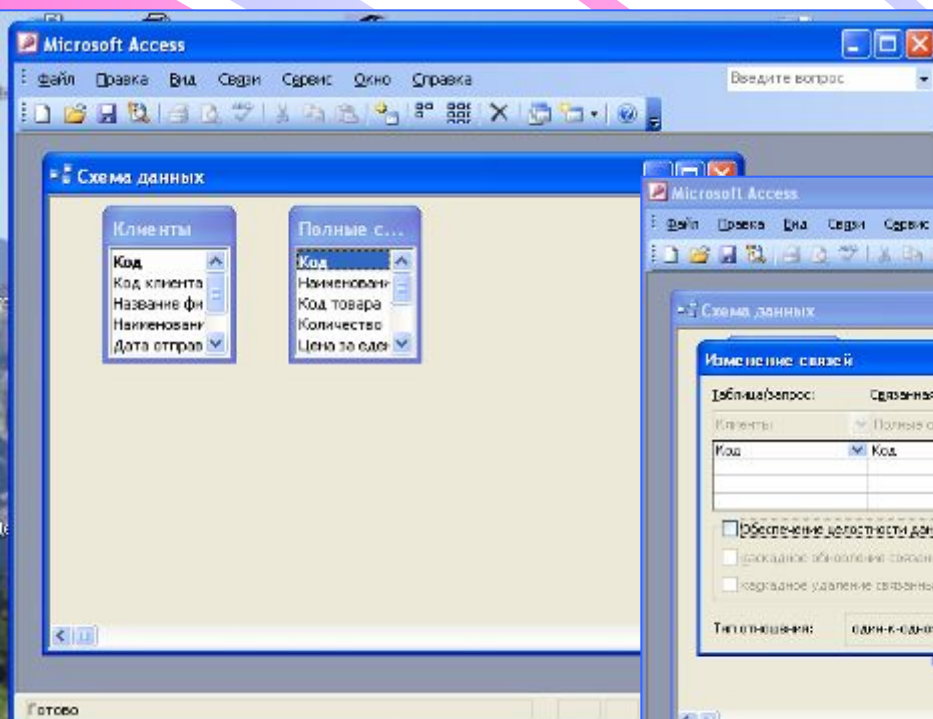 Microsoft Access
Файл Правка Вид Связи Сервис Окно Справка
Введите вопрос
Схема данных
Клиенты
Код
Код клиента
Название фи
Наименовани
Дата отправ
Полные с...
Код
Наименовани
Код товара
Количество
Цена за еде
Готово
Microsoft Access
Файл Правка Вид Связи Сервис
Схема данных
Изменение связей
Таблица/запрос: Связанная
Клиенты Полные с
Код Код
Обеспечение целостности дан
каскадное обновление связан
каскадное удаление связанны
Тип отношения: один-к-одном